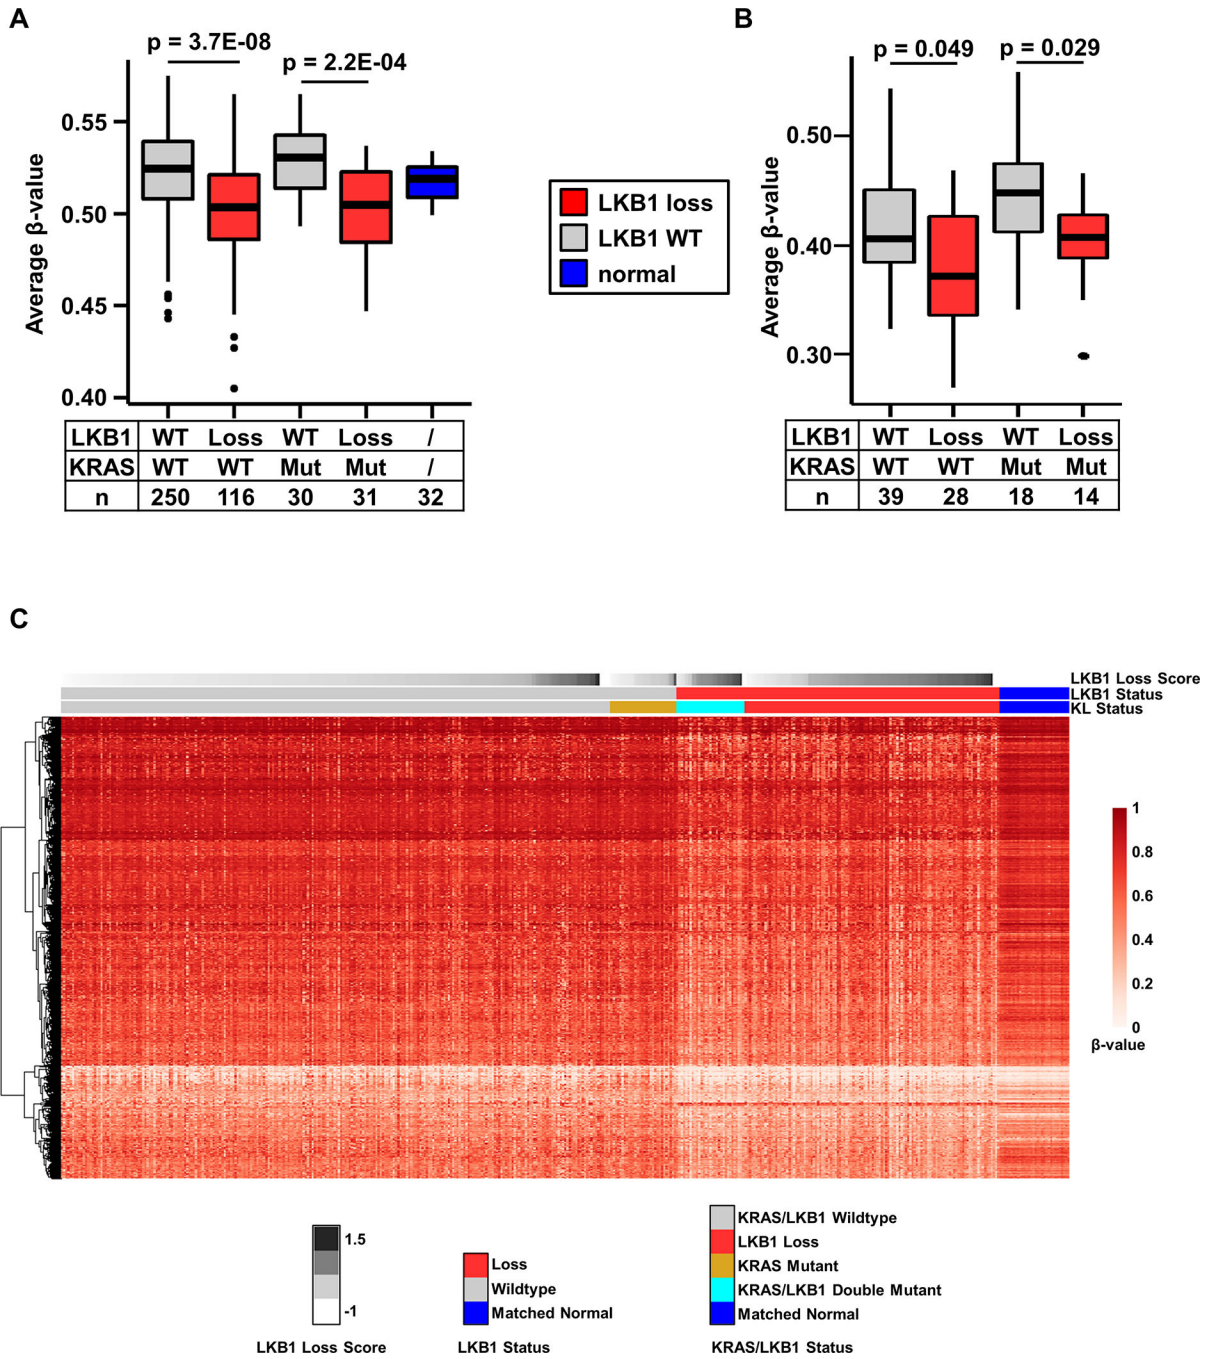 A
p = 3.7E-08
p = 2.2E-04
Average β-value
0.55
0.50
0.45
0.40
LKB1 WT Loss WT Loss /
KRAS WT WT Mut Mut /
n 250 116 30 31 32
LKB1 loss
LKB1 WT
normal
B
p = 0.049
p = 0.029
Average β-value
0.50
0.40
0.30
LKB1 WT Loss WT Loss
KRAS WT WT Mut Mut
n 39 28 18 14
C
LKB1 Loss Score
LKB1 Status
KL Status
1
0.8
0.6
0.4
0.2
0
β-value
1.5
-1
LKB1 Loss Score
Loss
Wildtype
Matched Normal
LKB1 Status
KRAS/LKB1 Wildtype
LKB1 Loss
KRAS Mutant
KRAS/LKB1 Double Mutant
Matched Normal
KRAS/LKB1 Status